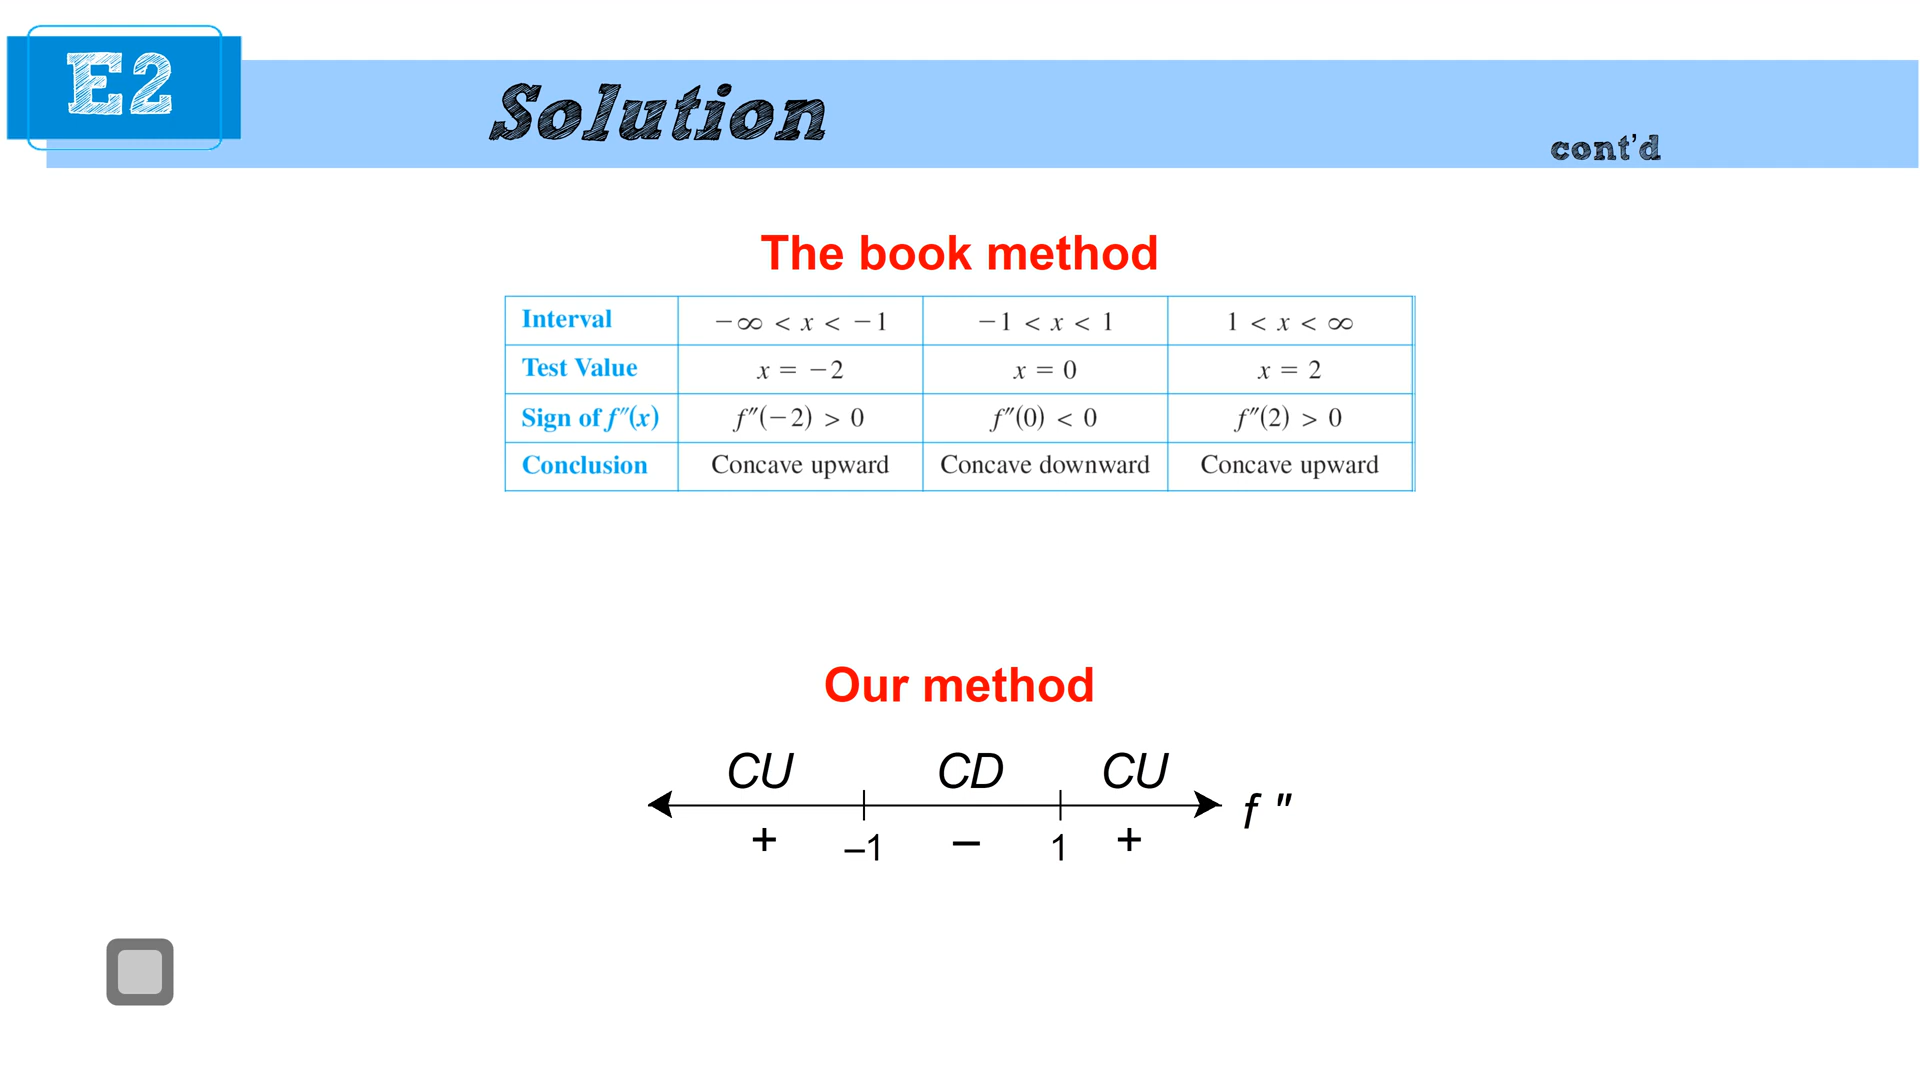 E2
Solution
cont'd
The book method
Interval −∞ < x < −1 −1 < x < 1 1 < x < ∞
Test Value x = −2 x = 0 x = 2
Sign of f″(x) f″(−2) > 0 f″(0) < 0 f″(2) > 0
Conclusion Concave upward Concave downward Concave upward
Our method
CU CD CU
f "
+ –1 – 1 +